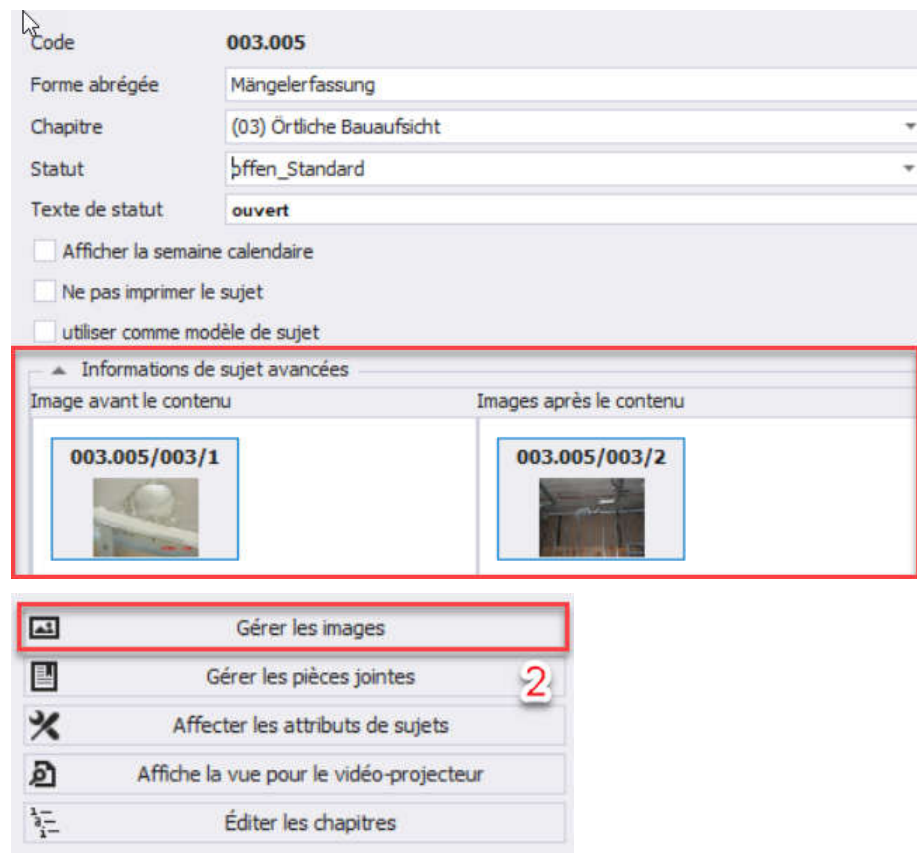 Code 003.005
Forme abrégée Mängelerfassung
Chapitre (03) Örtliche Bauaufsicht
Statut offen_Standard
Texte de statut ouvert
Afficher la semaine calendaire
Ne pas imprimer le sujet
utiliser comme modèle de sujet
Informations de sujet avancées
Image avant le contenu Images après le contenu
003.005/003/1 003.005/003/2
Gérer les images
Gérer les pièces jointes 2
Affecter les attributs de sujets
Affiche la vue pour le vidéo-projecteur
Éditer les chapitres